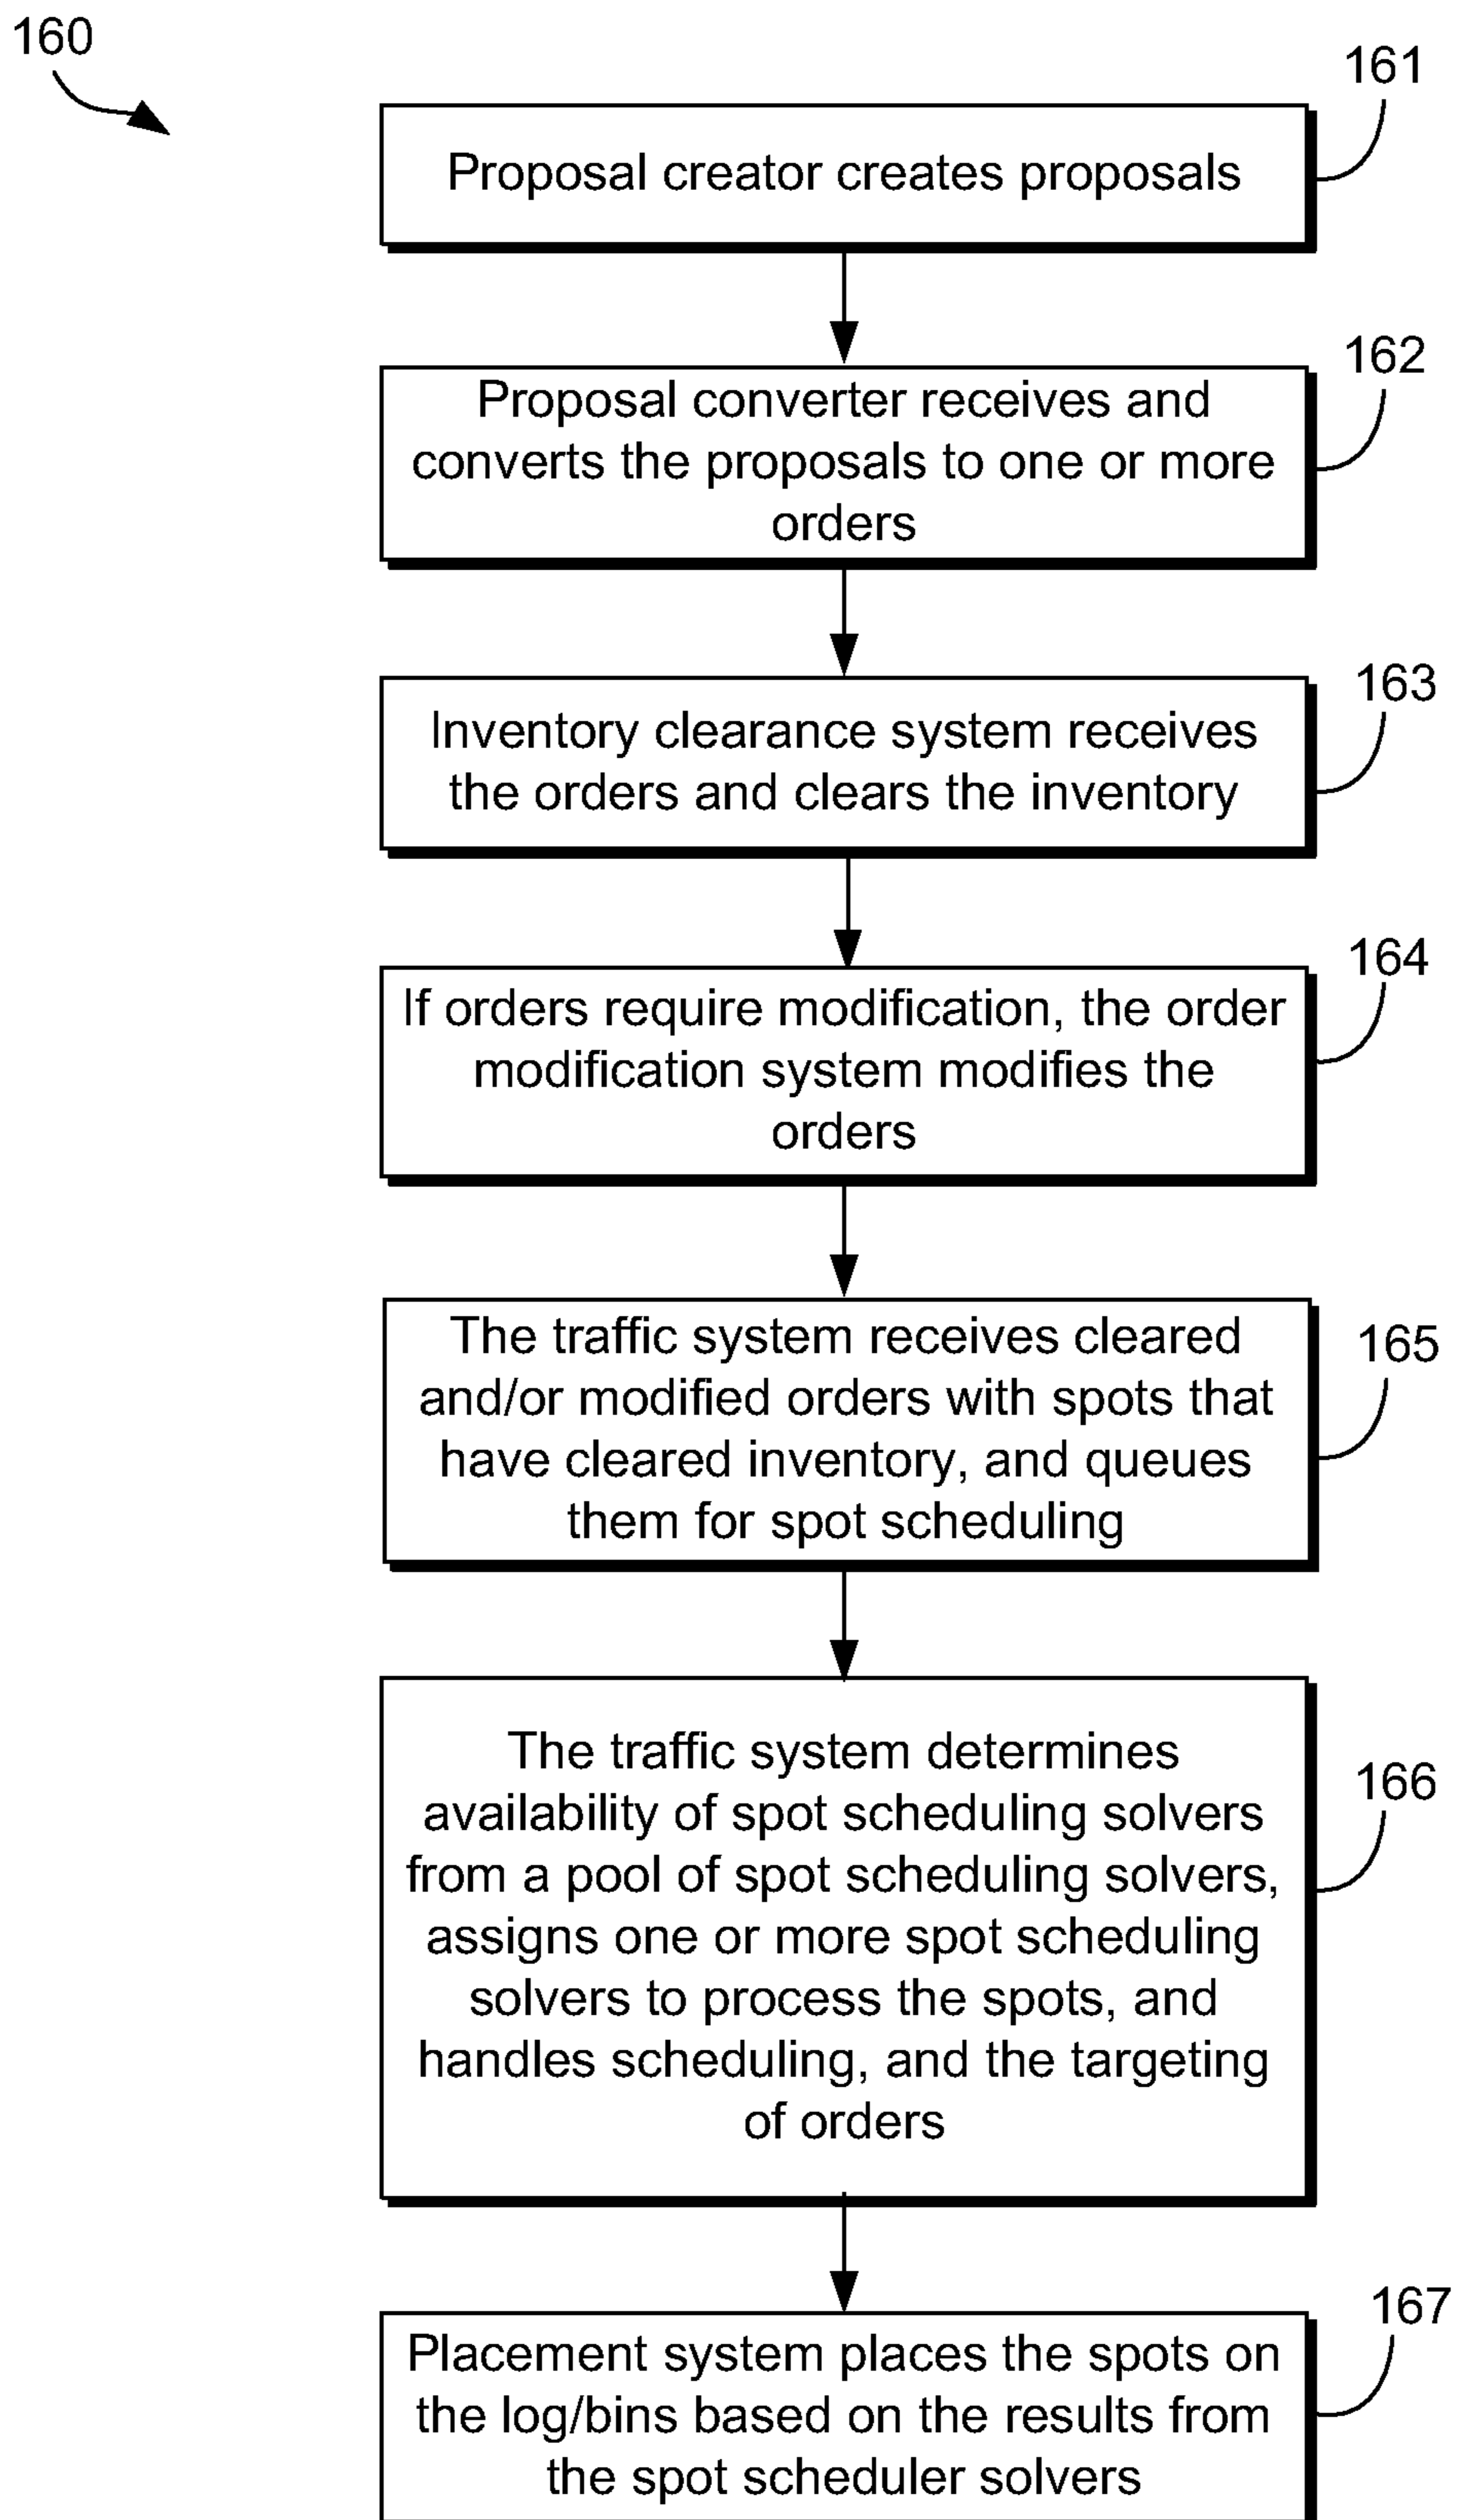 160
161
Proposal creator creates proposals
162
Proposal converter receives and
converts the proposals to one or more
orders
163
Inventory clearance system receives
the orders and clears the inventory
164
If orders require modification, the order
modification system modifies the
orders
165
The traffic system receives cleared
and/or modified orders with spots that
have cleared inventory, and queues
them for spot scheduling
166
The traffic system determines
availability of spot scheduling solvers
from a pool of spot scheduling solvers,
assigns one or more spot scheduling
solvers to process the spots, and
handles scheduling, and the targeting
of orders
167
Placement system places the spots on
the log/bins based on the results from
the spot scheduler solvers